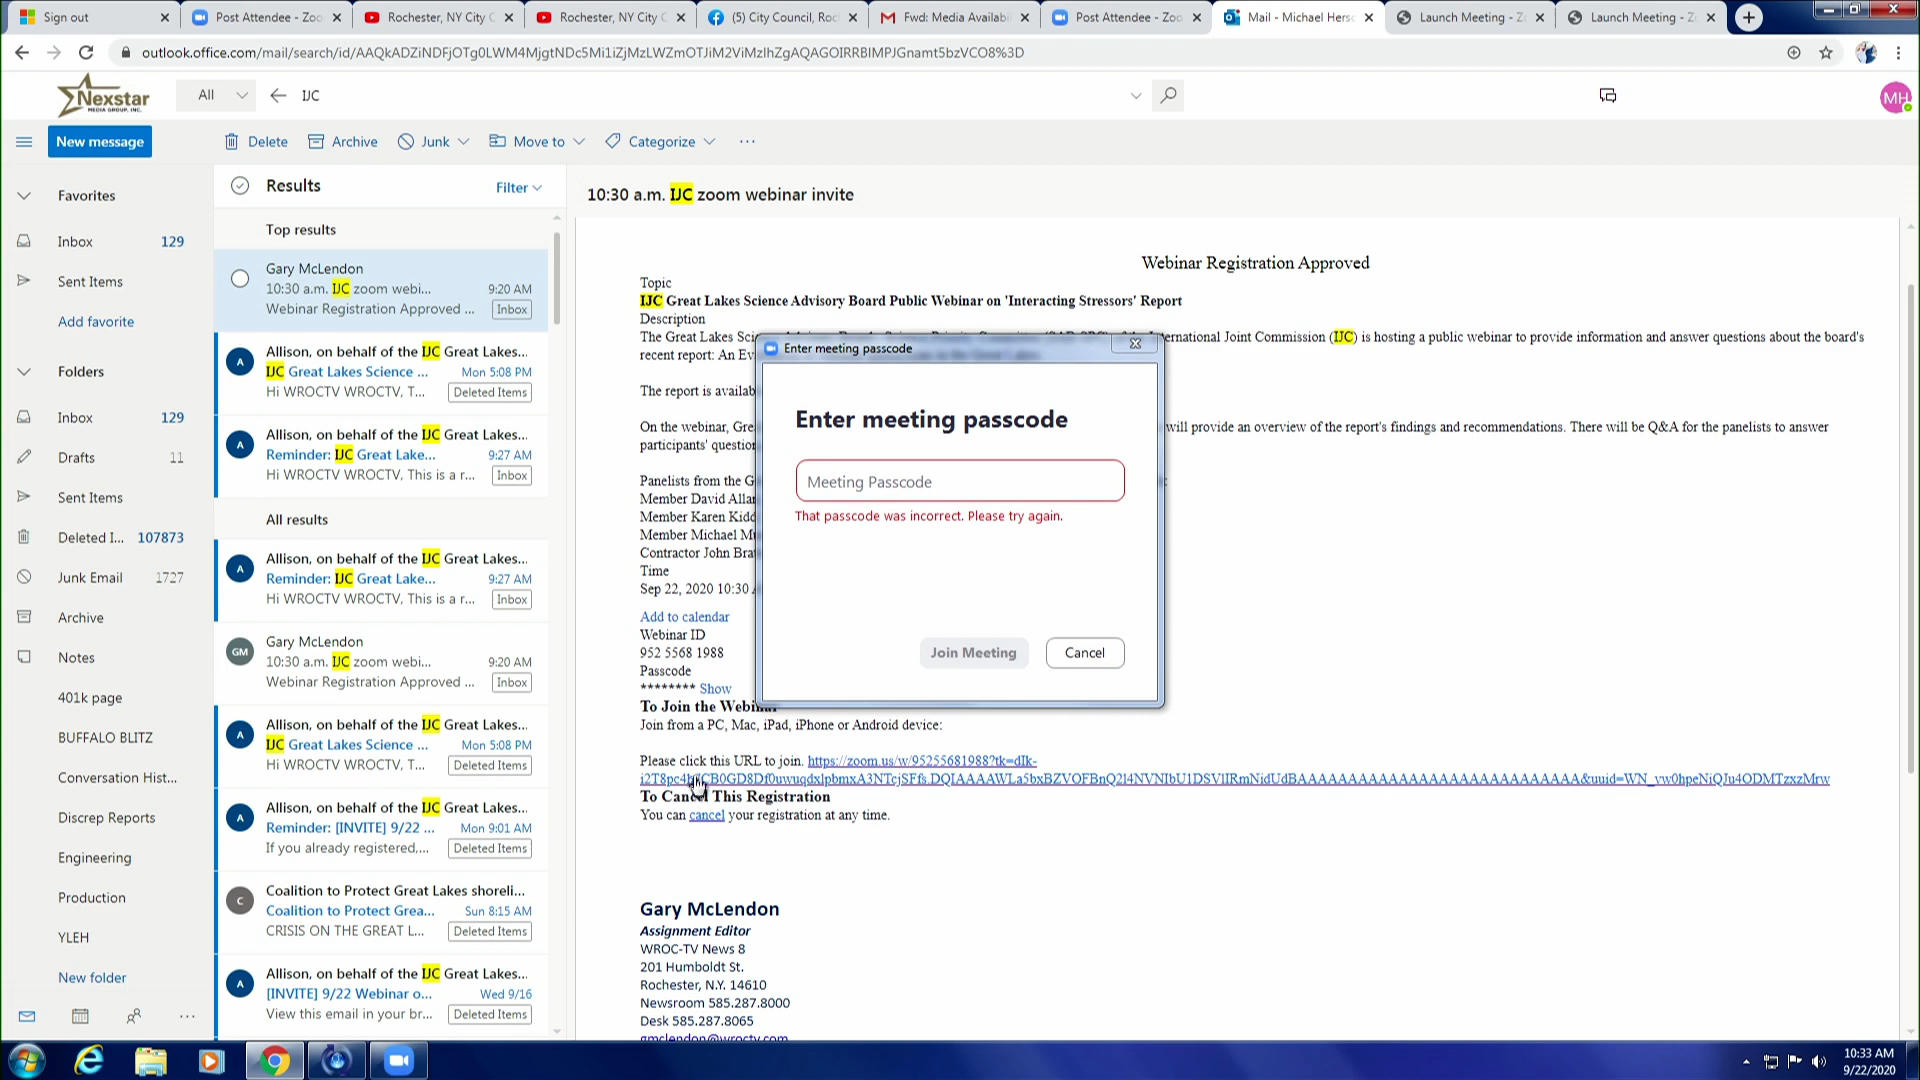 Sign out
Post Attendee - Zoo
Rochester, NY City C
Rochester, NY City C
(5) City Council, Roc
Fwd: Media Availabi
Post Attendee - Zoo
Mail - Michael Hersc
Launch Meeting - Z
Launch Meeting - Z
outlook.office.com/mail/search/id/
Nexstar
MEDIA GROUP, INC.
All
IJC
MH
New message
Delete
Archive
Junk
Move to
Categorize
Favorites
Inbox 129
Sent Items
Add favorite
Folders
Inbox 129
Drafts 11
Sent Items
Deleted I... 107873
Junk Email 1727
Archive
Notes
401k page
BUFFALO BLITZ
Conversation Hist...
Discrep Reports
Engineering
Production
YLEH
New folder
Results
Filter
Top results
Gary McLendon
10:30 a.m. IJC zoom webi... 9:20 AM
Webinar Registration Approved ... Inbox
A
Allison, on behalf of the IJC Great Lakes...
IJC Great Lakes Science ... Mon 5:08 PM
Hi WROCTV WROCTV, T... Deleted Items
A
Allison, on behalf of the IJC Great Lakes...
Reminder: IJC Great Lake... 9:27 AM
Hi WROCTV WROCTV, This is a r... Inbox
All results
A
Allison, on behalf of the IJC Great Lakes...
Reminder: IJC Great Lake... 9:27 AM
Hi WROCTV WROCTV, This is a r... Inbox
GM
Gary McLendon
10:30 a.m. IJC zoom webi... 9:20 AM
Webinar Registration Approved ... Inbox
A
Allison, on behalf of the IJC Great Lakes...
IJC Great Lakes Science ... Mon 5:08 PM
Hi WROCTV WROCTV, T... Deleted Items
A
Allison, on behalf of the IJC Great Lakes...
Reminder: [INVITE] 9/22 ... Mon 9:01 AM
If you already registered,... Deleted Items
C
Coalition to Protect Great Lakes shoreli...
Coalition to Protect Grea... Sun 8:15 AM
CRISIS ON THE GREAT L... Deleted Items
A
Allison, on behalf of the IJC Great Lakes...
[INVITE] 9/22 Webinar o... Wed 9/16
View this email in your br... Deleted Items
10:30 a.m. IJC zoom webinar invite
Webinar Registration Approved
Topic
IJC Great Lakes Science Advisory Board Public Webinar on 'Interacting Stressors' Report
Description
The Great Lakes International Joint Commission (IJC) is hosting a public webinar to provide information and answer questions about the board's
recent report: An
The report is
On the webinar, will provide an overview of the report's findings and recommendations. There will be Q&A for the panelists to answer
participants'
Panelists from the
Member David
Member Karen
Member Michael
Contractor John
Time
Sep 22, 2020 10:30
Add to calendar
Webinar ID
952 5568 1988
Passcode
******** Show
To Join the
Join from a PC, Mac, iPad, iPhone or Android device:
Please click this URL to join. https://zoom.us/w/95255681988?tk=dIk-
To Cancel This Registration
You can cancel your registration at any time.
Gary McLendon
Assignment Editor
WROC-TV News 8
201 Humboldt St.
Rochester, N.Y. 14610
Newsroom 585.287.8000
Desk 585.287.8065
gmclendon@wroctv.com
Enter meeting passcode
Enter meeting passcode
Meeting Passcode
That passcode was incorrect. Please try again.
Join Meeting
Cancel
10:33 AM
9/22/2020